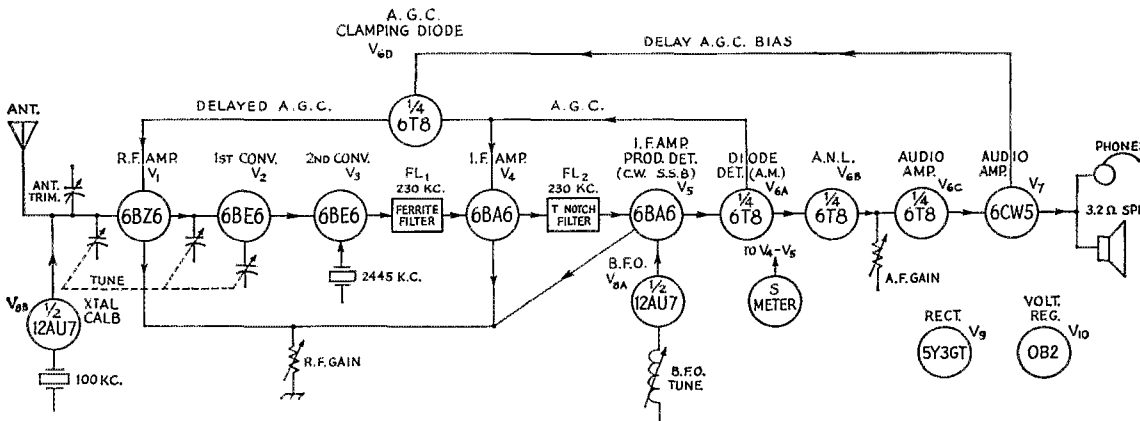 A.G.C.
CLAMPING DIODE
V6D
DELAY A.G.C. BIAS
1/4
6T8
DELAYED A.G.C.
A.G.C.
ANT.
ANT.
TRIM.
R.F. AMP.
V1
6BZ6
1ST CONV.
V2
6BE6
2ND CONV.
V3
6BE6
FL1
230 KC.
FERRITE
FILTER
I.F. AMP.
V4
6BA6
FL2
230 KC.
T NOTCH
FILTER
I.F. AMP
PROD. DET.
(C.W. S.S.B)
V5
6BA6
DIODE
DET. (A.M.)
V6A
1/4
6T8
A.N.L.
V6B
1/4
6T8
AUDIO
AMP.
V6C
1/4
6T8
AUDIO
AMP.
V7
6CW5
PHONES
3.2 Ω SPK
TUNE
2445 K.C.
B.F.O.
V8A
1/2
12AU7
TO V4-V5
S
METER
A.F. GAIN
V8B
XTAL
CALB
1/2
12AU7
100 KC.
R.F. GAIN
B.F.O.
TUNE
RECT.
V9
5Y3GT
VOLT.
REG.
V10
OB2